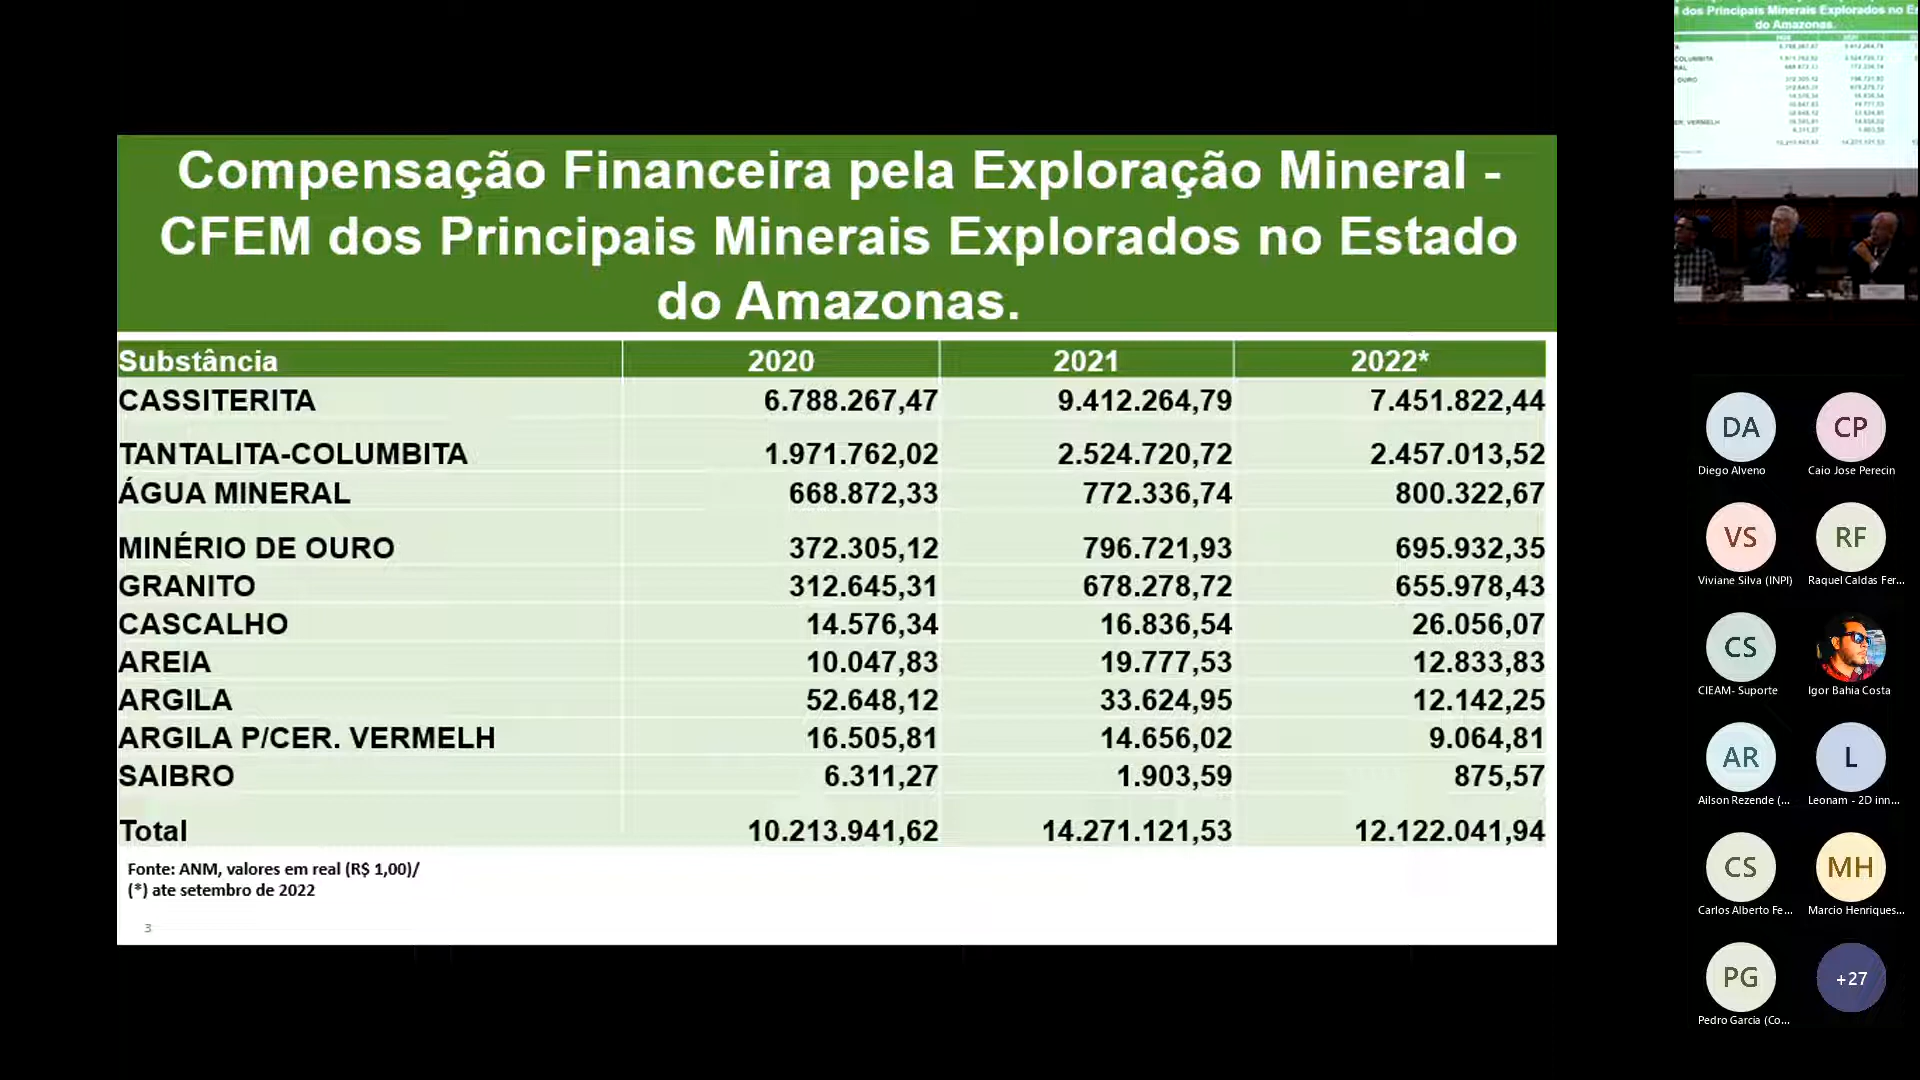 Compensação Financeira pela Exploração Mineral -
CFEM dos Principais Minerais Explorados no Estado
do Amazonas.
Substância 2020 2021 2022*
CASSITERITA 6.788.267,47 9.412.264,79 7.451.822,44
TANTALITA-COLUMBITA 1.971.762,02 2.524.720,72 2.457.013,52
ÁGUA MINERAL 668.872,33 772.336,74 800.322,67
MINÉRIO DE OURO 372.305,12 796.721,93 695.932,35
GRANITO 312.645,31 678.278,72 655.978,43
CASCALHO 14.576,34 16.836,54 26.056,07
AREIA 10.047,83 19.777,53 12.833,83
ARGILA 52.648,12 33.624,95 12.142,25
ARGILA P/CER. VERMELH 16.505,81 14.656,02 9.064,81
SAIBRO 6.311,27 1.903,59 875,57
Total 10.213.941,62 14.271.121,53 12.122.041,94
Fonte: ANM, valores em real (R$ 1,00)/
(*) ate setembro de 2022
3
dos Principais Minerais Explorados no Es
do Amazonas.
DA CP
Diego Alveno Caio Jose Perecin
VS RF
Viviane Silva (INPI) Raquel Caldas Fer...
CS
CIEAM- Suporte Igor Bahia Costa
AR L
Ailson Rezende (... Leonam - 2D inn...
CS MH
Carlos Alberto Fe... Marcio Henriques...
PG +27
Pedro Garcia (Co...